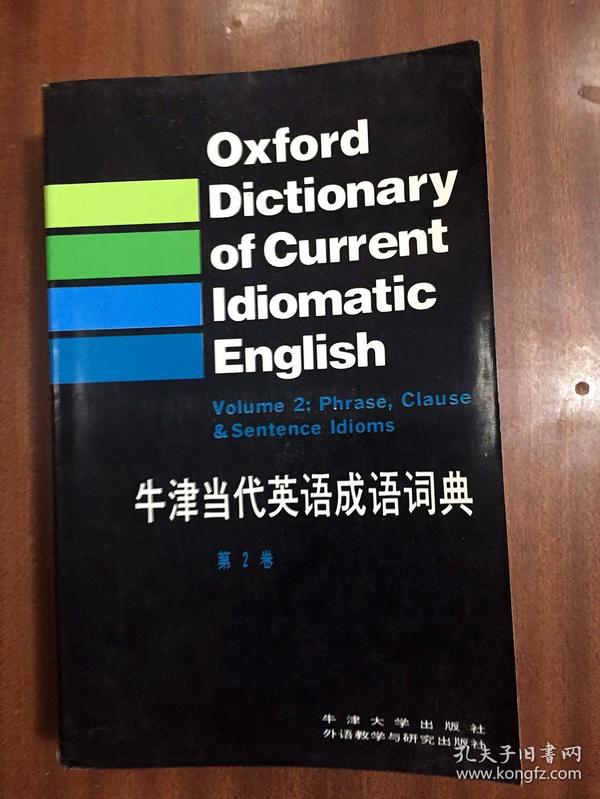 Oxford
Dictionary
of Current
Idiomatic
English
Volume 2: Phrase, Clause
& Sentence Idioms
牛津当代英语成语词典
第 2 卷
牛津大学出版社
外语教学与研究出版社
孔夫子旧书网
www.kongfz.com